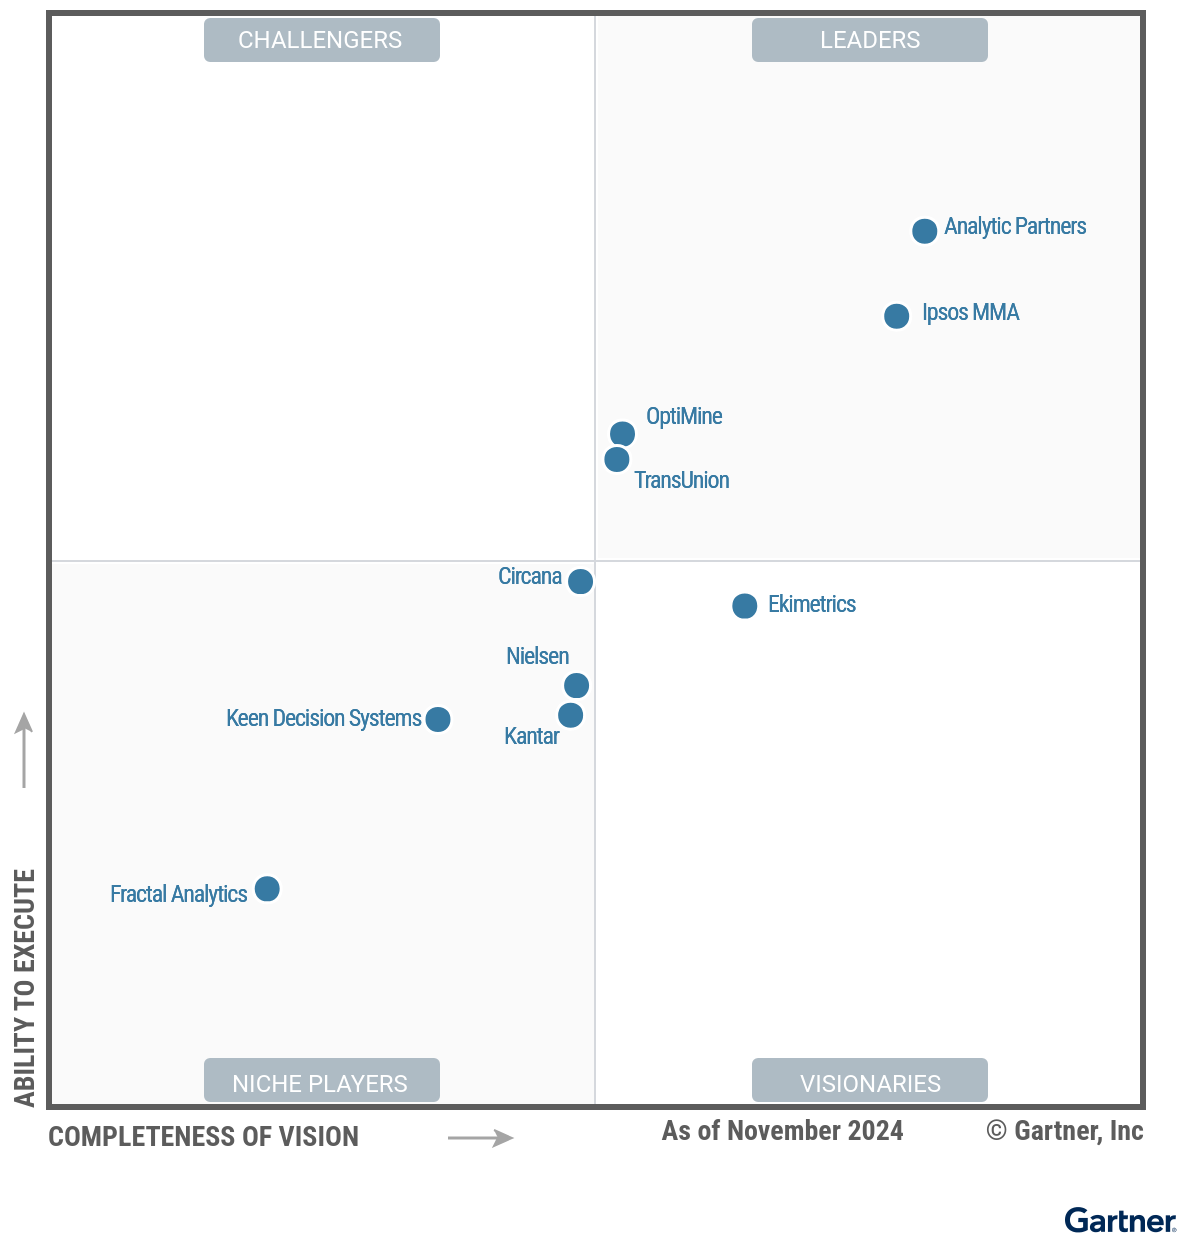 CHALLENGERS
LEADERS
Analytic Partners
Ipsos MMA
OptiMine
TransUnion
Circana
Ekimetrics
Nielsen
Keen Decision Systems
Kantar
Fractal Analytics
NICHE PLAYERS
VISIONARIES
ABILITY TO EXECUTE
COMPLETENESS OF VISION
As of November 2024
© Gartner, Inc
Gartner®